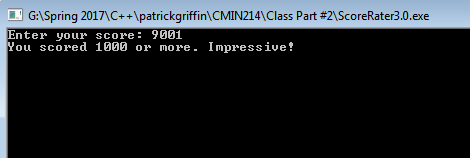 G:\Spring 2017\C++\patrickgriffin\CMIN214\Class Part #2\ScoreRater3.0.exe
Enter your score: 9001
You scored 1000 or more. Impressive!